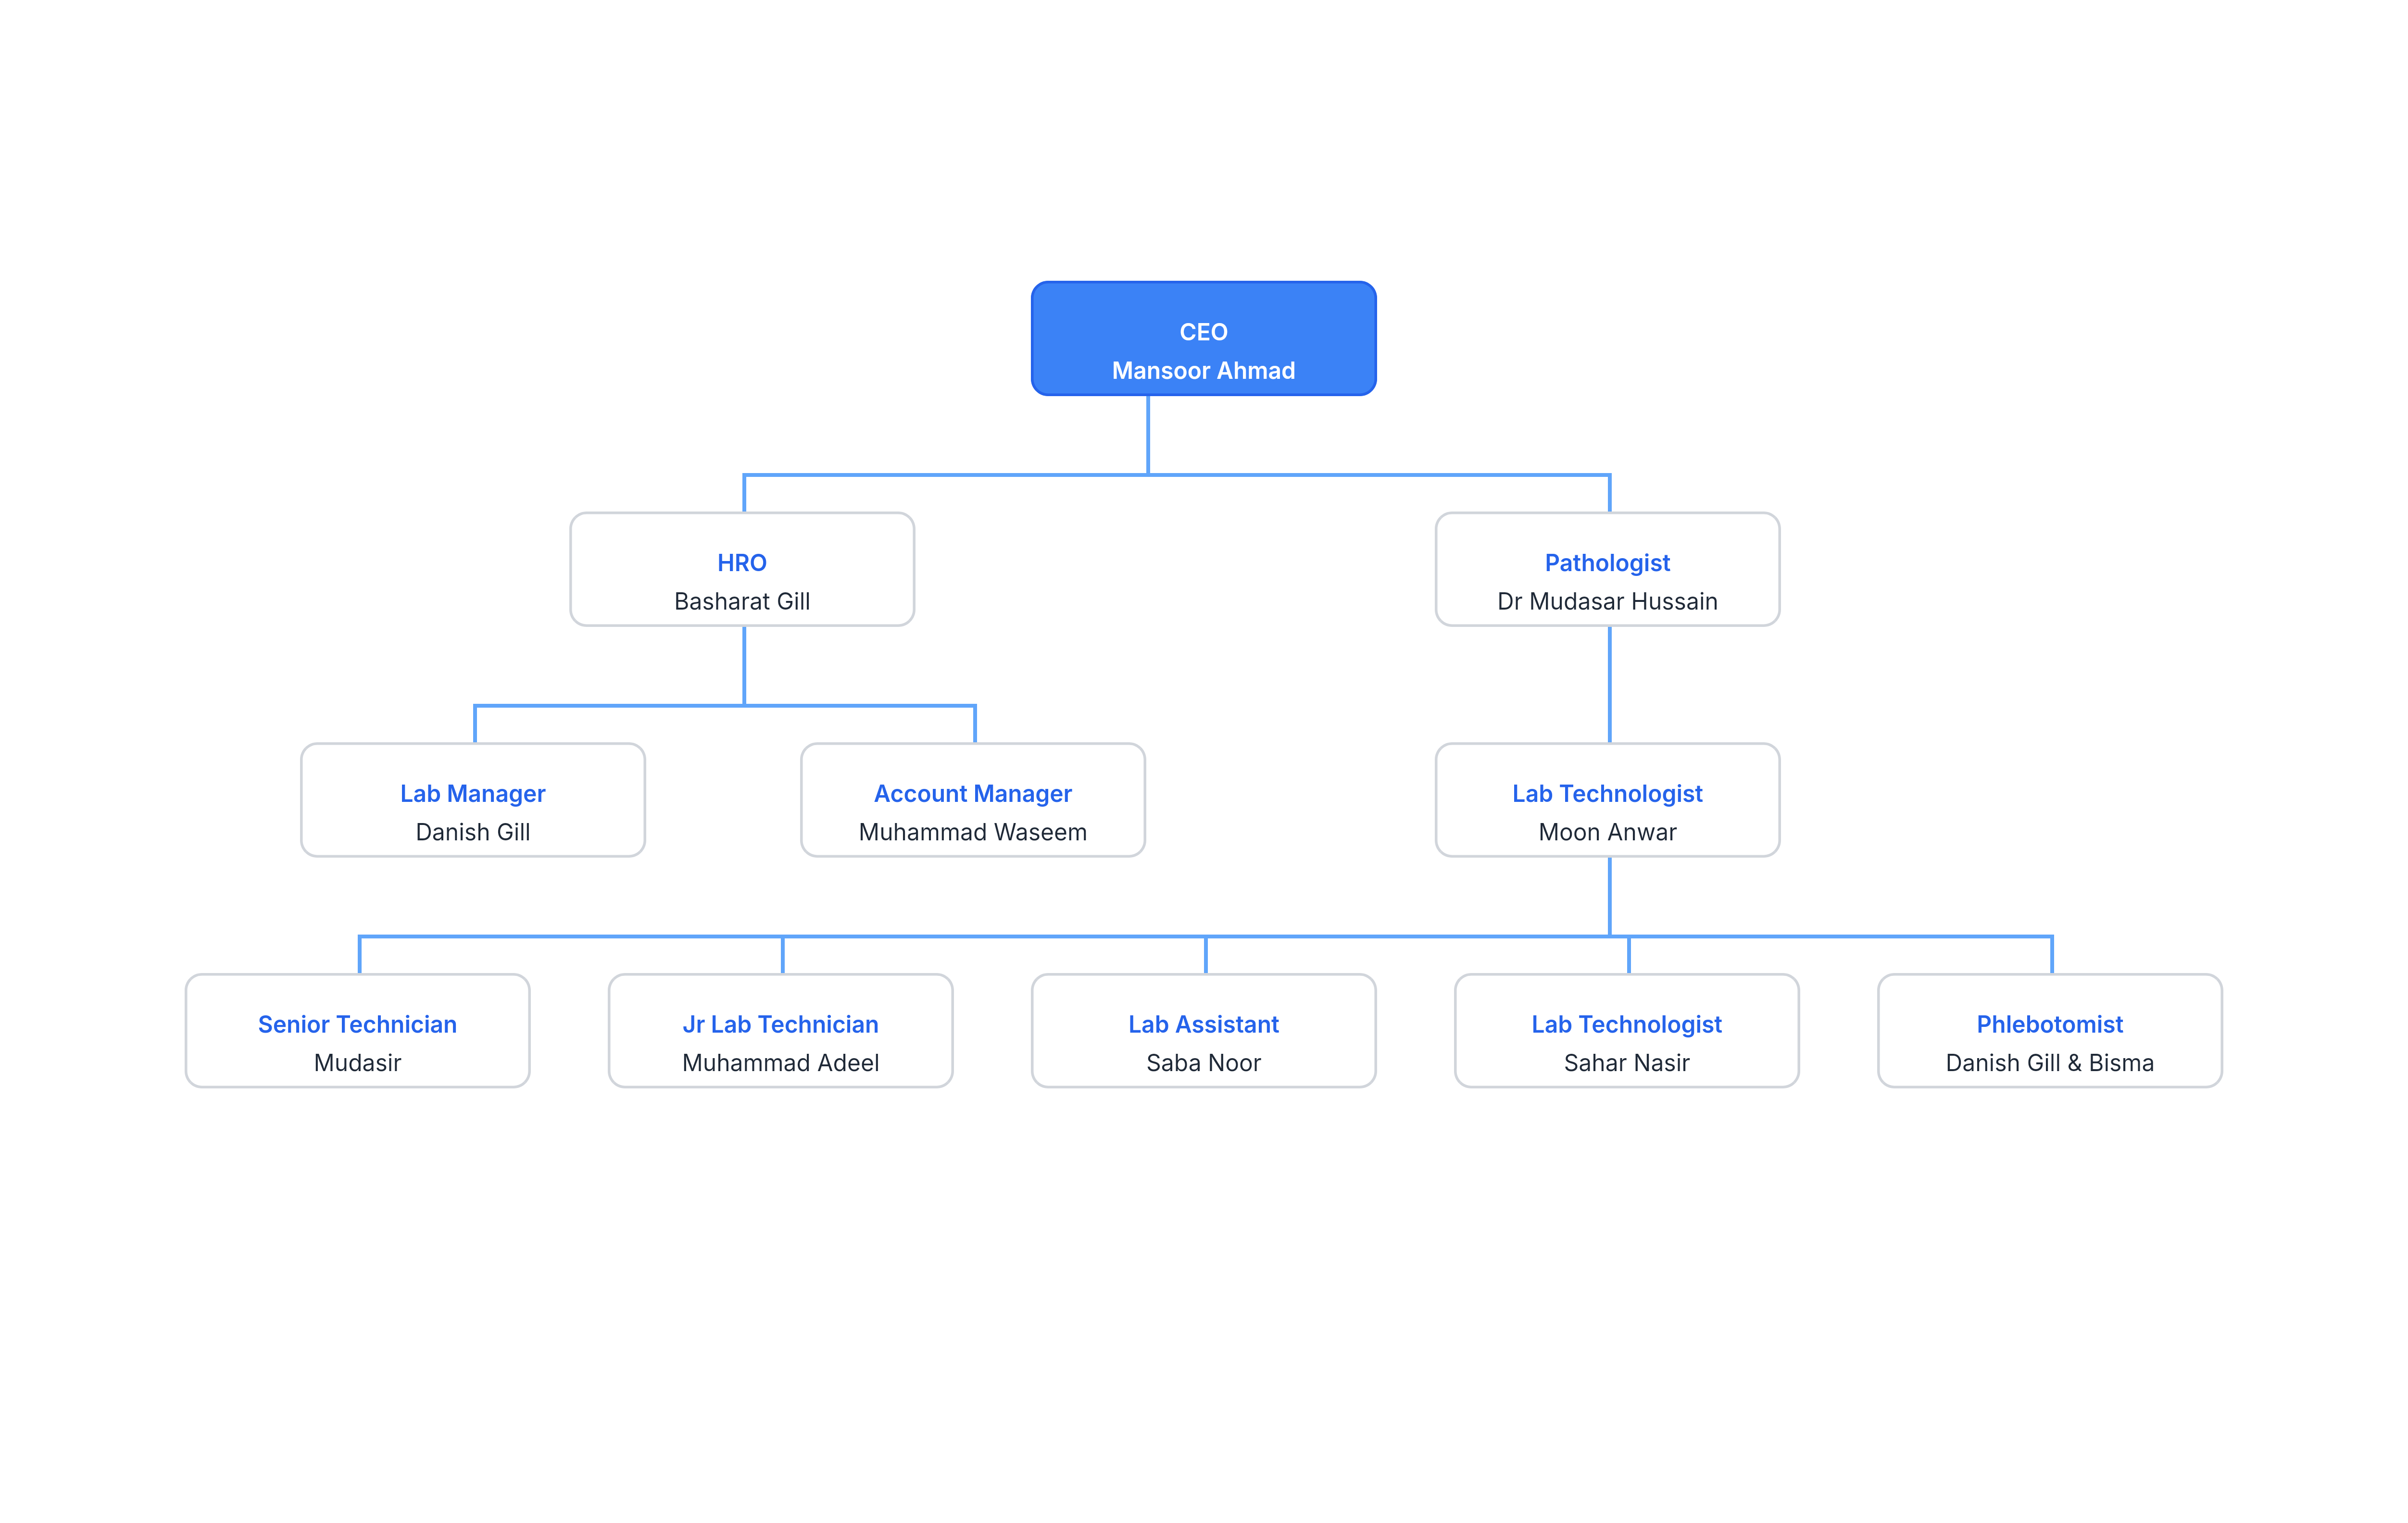 CEO
Mansoor Ahmad
HRO
Basharat Gill
Pathologist
Dr Mudasar Hussain
Lab Manager
Danish Gill
Account Manager
Muhammad Waseem
Lab Technologist
Moon Anwar
Senior Technician
Mudasir
Jr Lab Technician
Muhammad Adeel
Lab Assistant
Saba Noor
Lab Technologist
Sahar Nasir
Phlebotomist
Danish Gill & Bisma